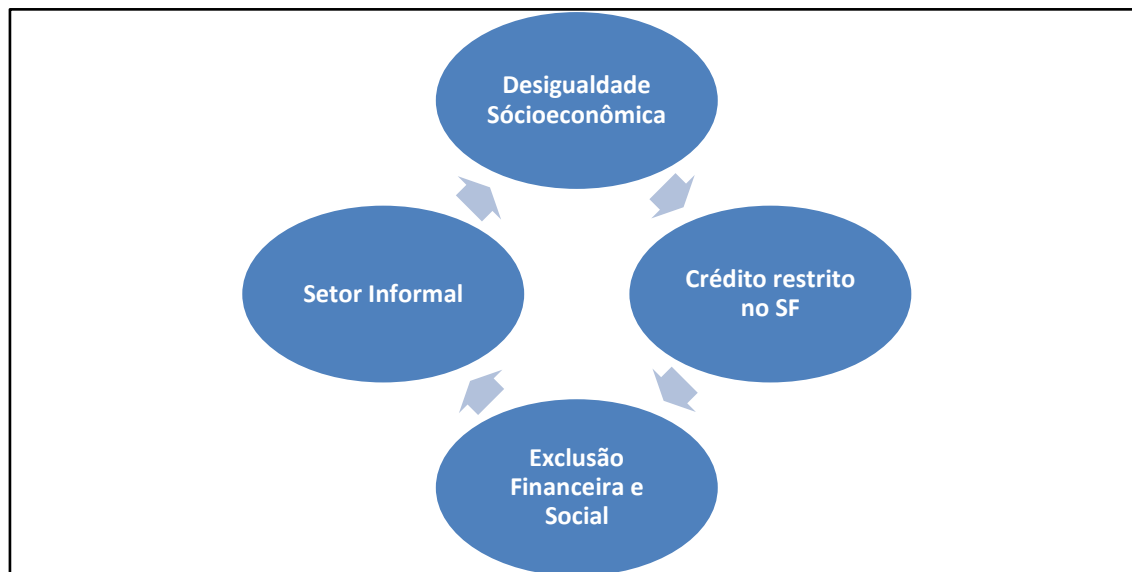 Desigualdade
Sócioeconômica
Setor Informal
Crédito restrito
no SF
Exclusão
Financeira e
Social